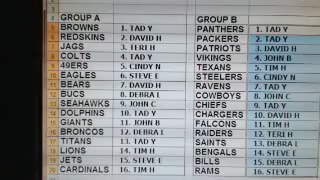 GROUP A GROUP B
BROWNS 1. TAD Y PANTHERS 1. TAD Y
REDSKINS 2. DAVID H PACKERS 2. TAD Y
JAGS 3. TERI H PATRIOTS 3. DAVID H
COLTS 4. TAD Y VIKINGS 4. JOHN B
49ERS 5. CINDY N TEXANS 5. TIM H
EAGLES 6. STEVE E STEELERS 6. CINDY N
BEARS 7. DAVID H RAVENS 7. TAD Y
BUCS 8. DEBRA L COWBOYS 8. JOHN C
SEAHAWKS 9. JOHN C CHIEFS 9. TAD Y
DOLPHINS 10. TAD Y CHARGERS 10. DAVID H
GIANTS 11. JOHN B FALCONS 11. TIM H
BRONCOS 12. DEBRA L RAIDERS 12. TERI H
TITANS 13. TAD Y SAINTS 13. DEBRA L
LIONS 14. TIM H BENGALS 14. STEVE E
JETS 15. STEVE E BILLS 15. DEBRA L
CARDINALS 16. TIM H RAMS 16. STEVE E